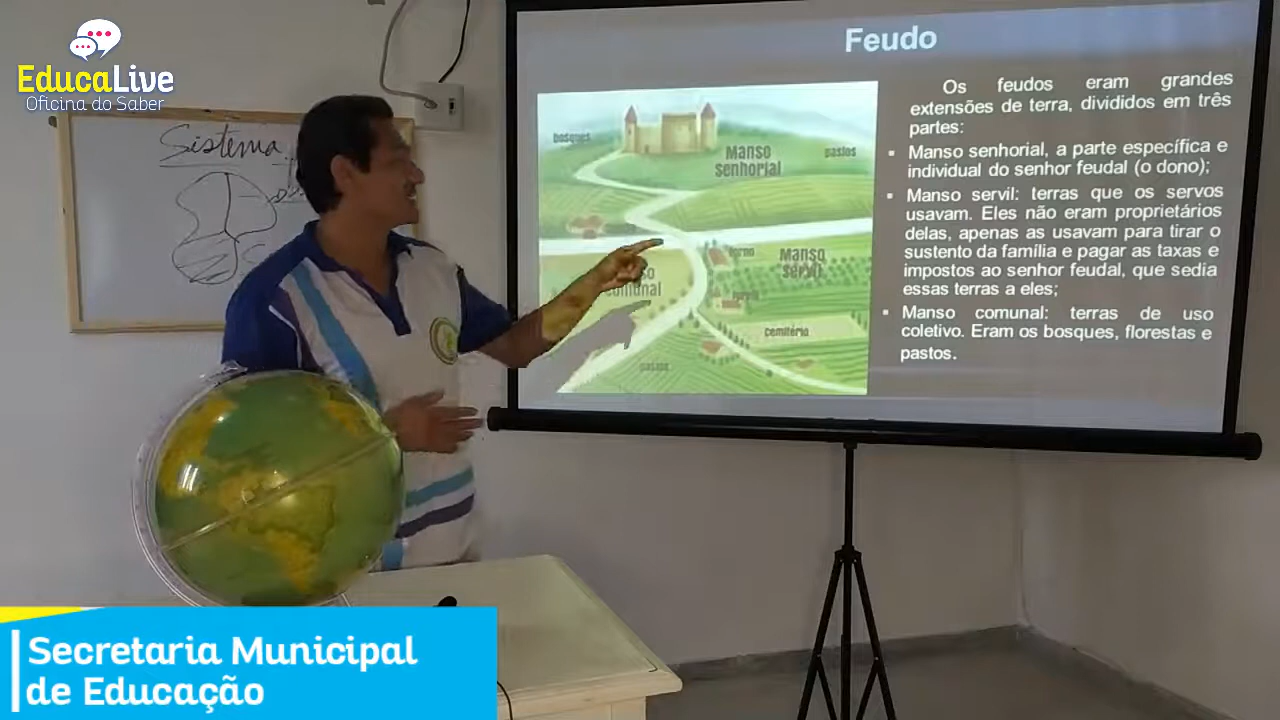 EducaLive
Oficina do Saber
Sistema
Feudo
Os feudos eram grandes
extensões de terra, divididos em três
partes:
Manso senhorial, a parte específica e
individual do senhor feudal (o dono);
Manso servil: terras que os servos
usavam. Eles não eram proprietários
delas, apenas as usavam para tirar o
sustento da família e pagar as taxas e
impostos ao senhor feudal, que sedia
essas terras a eles;
Manso comunal: terras de uso
coletivo. Eram os bosques, florestas e
pastos.
bosques
Manso
senhorial
pastos
forno
Manso
servil
comunal
cemitério
pastos
Secretaria Municipal
de Educação